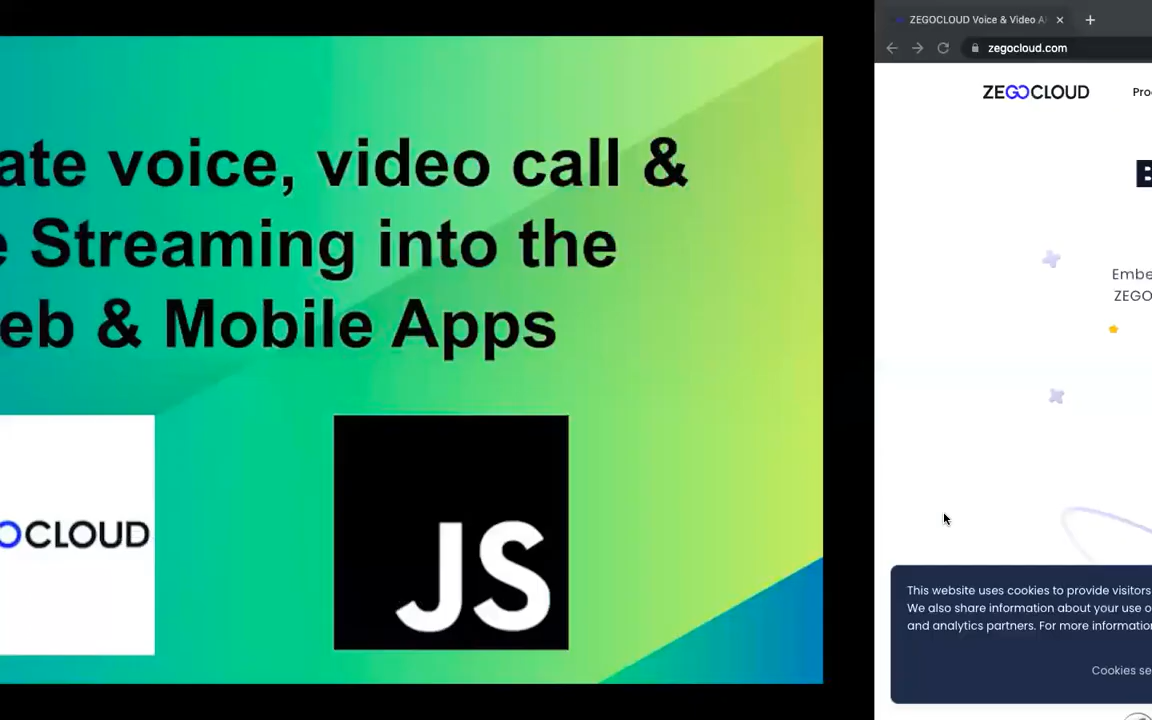 ate voice, video call &
e Streaming into the
eb & Mobile Apps
OCLOUD
JS
ZEGOCLOUD Voice & Video A
zegocloud.com
ZEGOCLOUD
Pro
B
Embe
ZEGO
This website uses cookies to provide visitors
We also share information about your use o
and analytics partners. For more informatio
Cookies se